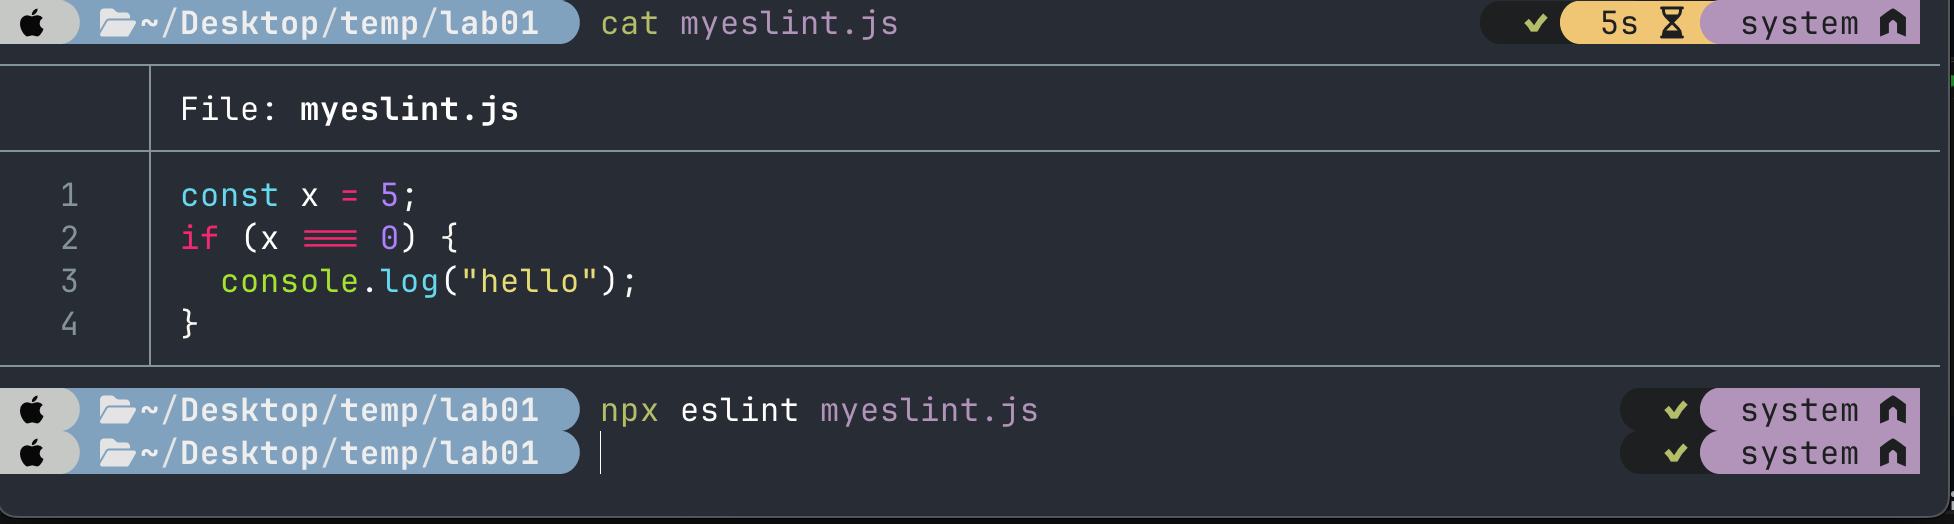 ~/Desktop/temp/lab01 cat myeslint.js 5s system
File: myeslint.js
1 const x = 5;
2 if (x === 0) {
3 console.log("hello");
4 }
~/Desktop/temp/lab01 npx eslint myeslint.js system
~/Desktop/temp/lab01 system